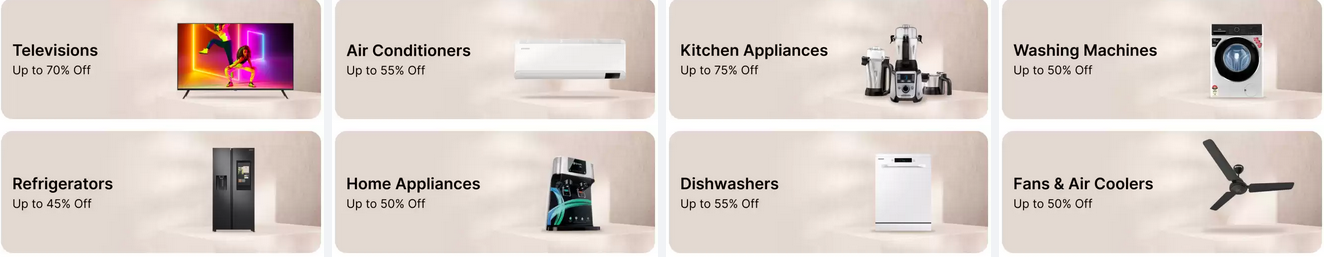 Televisions
Up to 70% Off
Air Conditioners
Up to 55% Off
Kitchen Appliances
Up to 75% Off
Washing Machines
Up to 50% Off
Refrigerators
Up to 45% Off
Home Appliances
Up to 50% Off
Dishwashers
Up to 55% Off
Fans & Air Coolers
Up to 50% Off